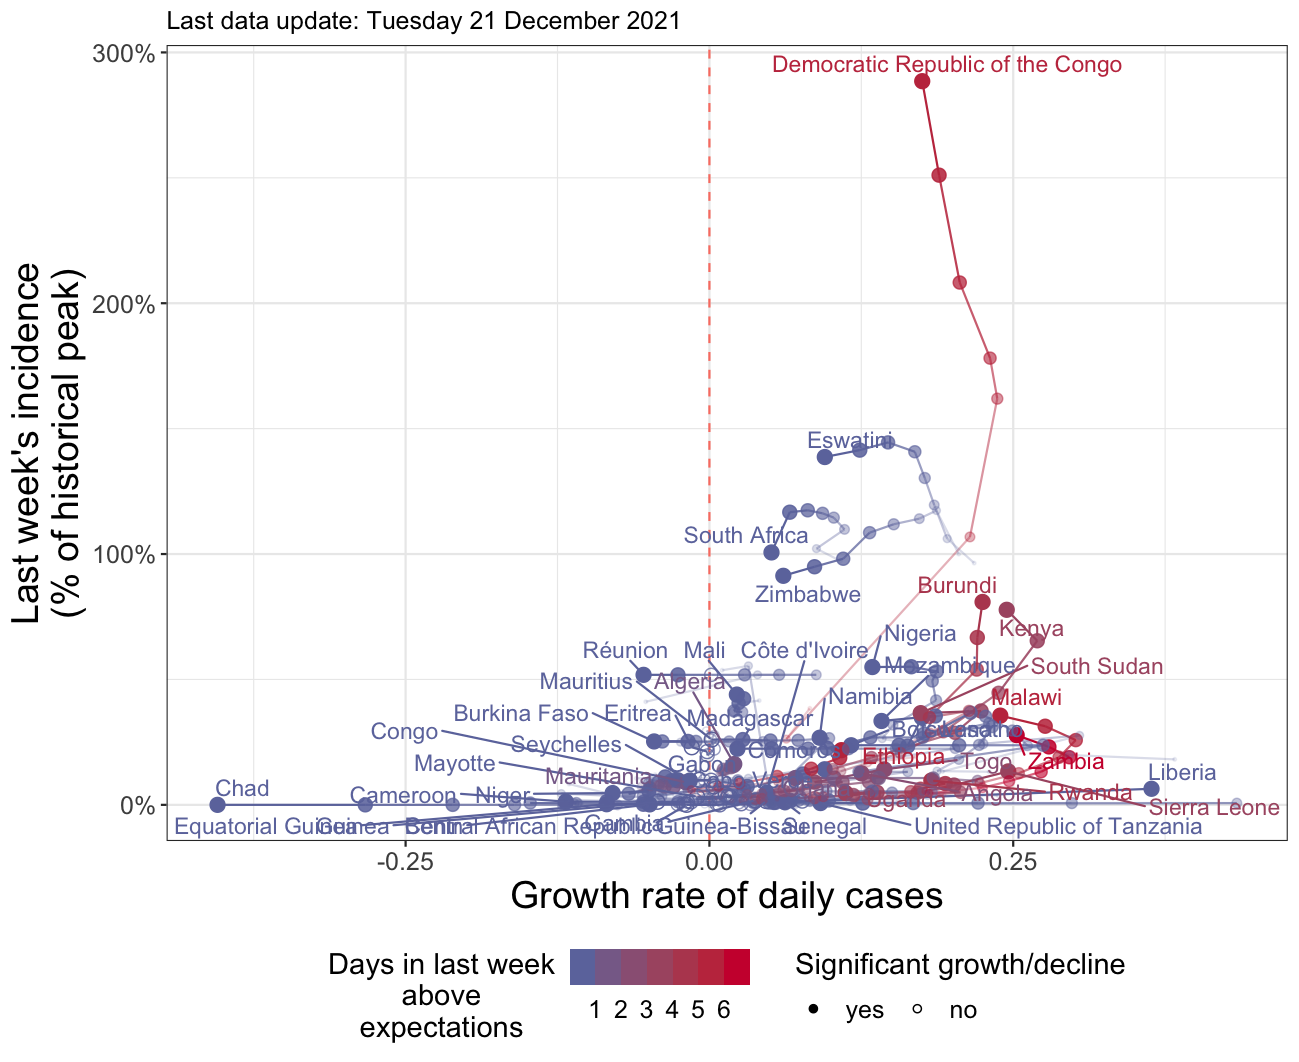 Last data update: Tuesday 21 December 2021
300%
Democratic Republic of the Congo
200%
Last week's incidence
(% of historical peak)
Eswatini
South Africa
100%
Zimbabwe
Burundi
Kenya
Nigeria
Réunion
Mali
Côte d'Ivoire
Mozambique
South Sudan
Mauritius
Algeria
Namibia
Malawi
Burkina Faso
Eritrea
Madagascar
Congo
Seychelles
Comoros
Ethiopia
Togo
Zambia
Mayotte
Gabon
Mauritania
Liberia
Chad
Cameroon
Niger
Uganda
Angola
Rwanda
Sierra Leone
0%
Equatorial Guinea
Guinea
Benin
Central African Republic
Gambia
Guinea-Bissau
Senegal
United Republic of Tanzania
-0.25
0.00
0.25
Growth rate of daily cases
Days in last week
above
expectations
1 2 3 4 5 6
Significant growth/decline
yes
no